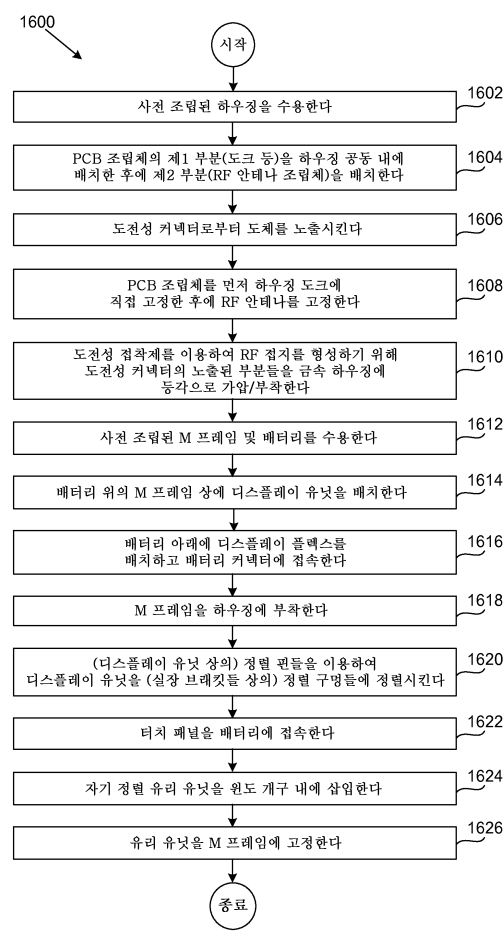 1600
시작
1602
사전 조립된 하우징을 수용한다
1604
PCB 조립체의 제1 부분(도크 등)을 하우징 공동 내에
배치한 후에 제2 부분(RF 안테나 조립체)을 배치한다
1606
도전성 커넥터로부터 도체를 노출시킨다
1608
PCB 조립체를 먼저 하우징 도크에
직접 고정한 후에 RF 안테나를 고정한다
1610
도전성 접착제를 이용하여 RF 접지를 형성하기 위해
도전성 커넥터의 노출된 부분들을 금속 하우징에
등각으로 가압/부착한다
1612
사전 조립된 M 프레임 및 배터리를 수용한다
1614
배터리 위의 M 프레임 상에 디스플레이 유닛을 배치한다
1616
배터리 아래에 디스플레이 플렉스를
배치하고 배터리 커넥터에 접속한다
1618
M 프레임을 하우징에 부착한다
1620
(디스플레이 유닛 상의) 정렬 핀들을 이용하여
디스플레이 유닛을 (실장 브래킷들 상의) 정렬 구멍들에 정렬시킨다
1622
터치 패널을 배터리에 접속한다
1624
자기 정렬 유리 유닛을 윈도 개구 내에 삽입한다
1626
유리 유닛을 M 프레임에 고정한다
종료